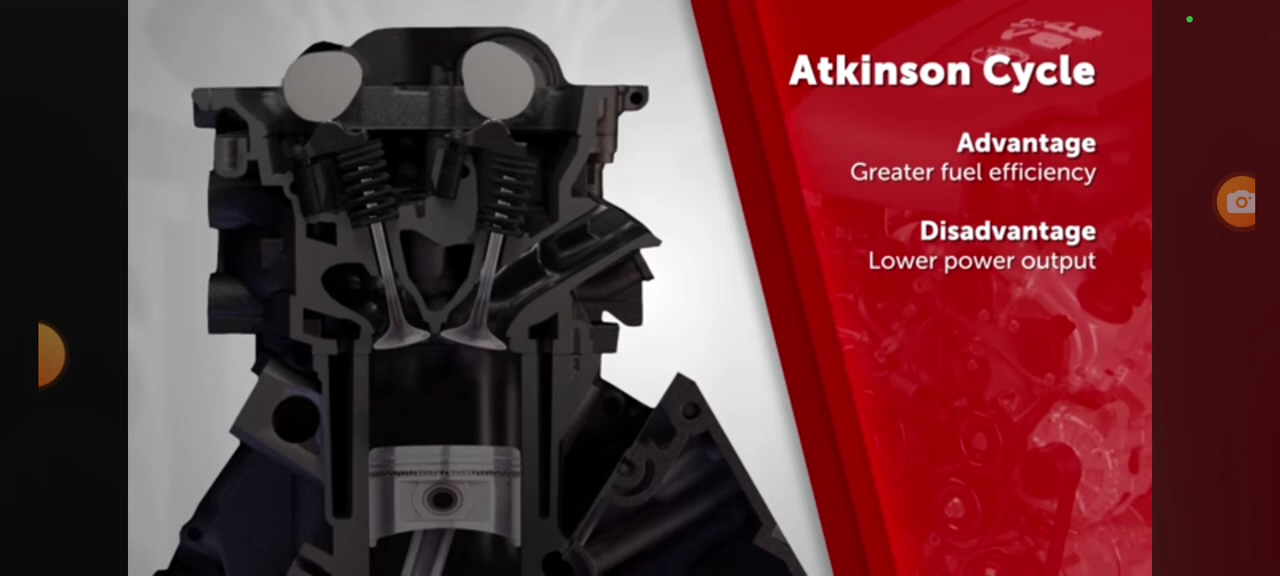 Atkinson Cycle
Advantage
Greater fuel efficiency
Disadvantage
Lower power output